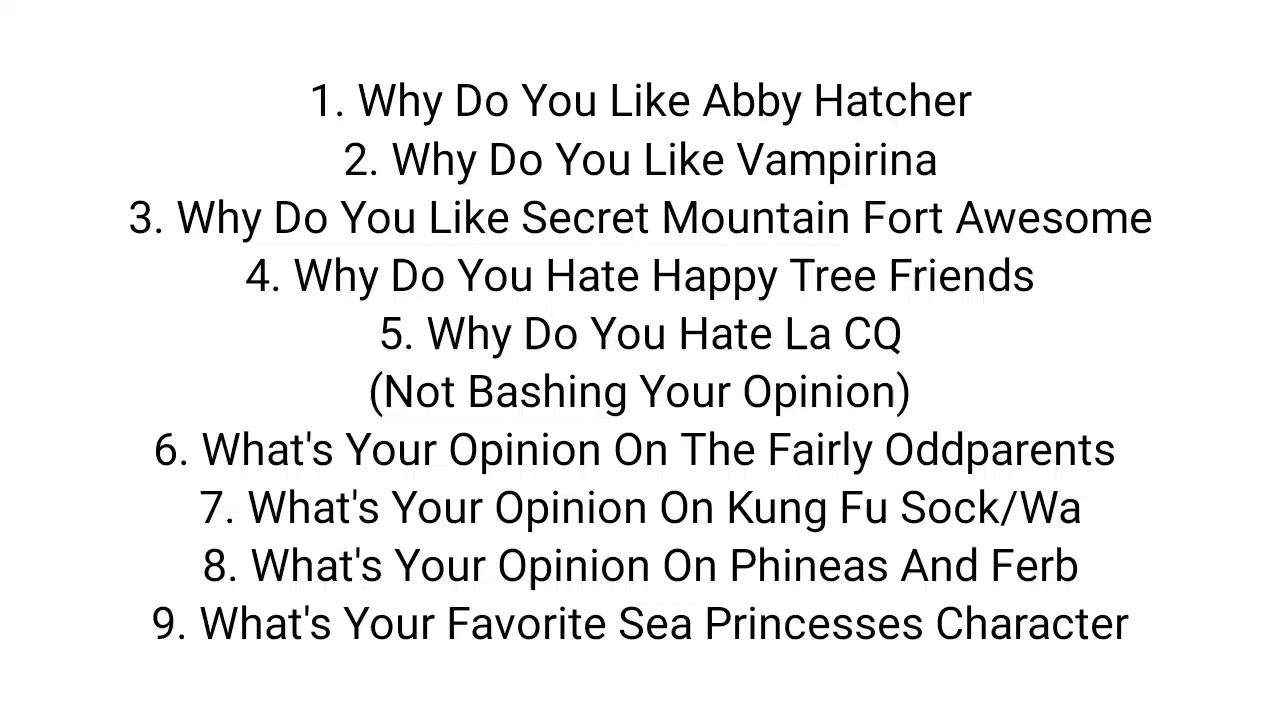 1. Why Do You Like Abby Hatcher
2. Why Do You Like Vampirina
3. Why Do You Like Secret Mountain Fort Awesome
4. Why Do You Hate Happy Tree Friends
5. Why Do You Hate La CQ
(Not Bashing Your Opinion)
6. What's Your Opinion On The Fairly Oddparents
7. What's Your Opinion On Kung Fu Sock/Wa
8. What's Your Opinion On Phineas And Ferb
9. What's Your Favorite Sea Princesses Character